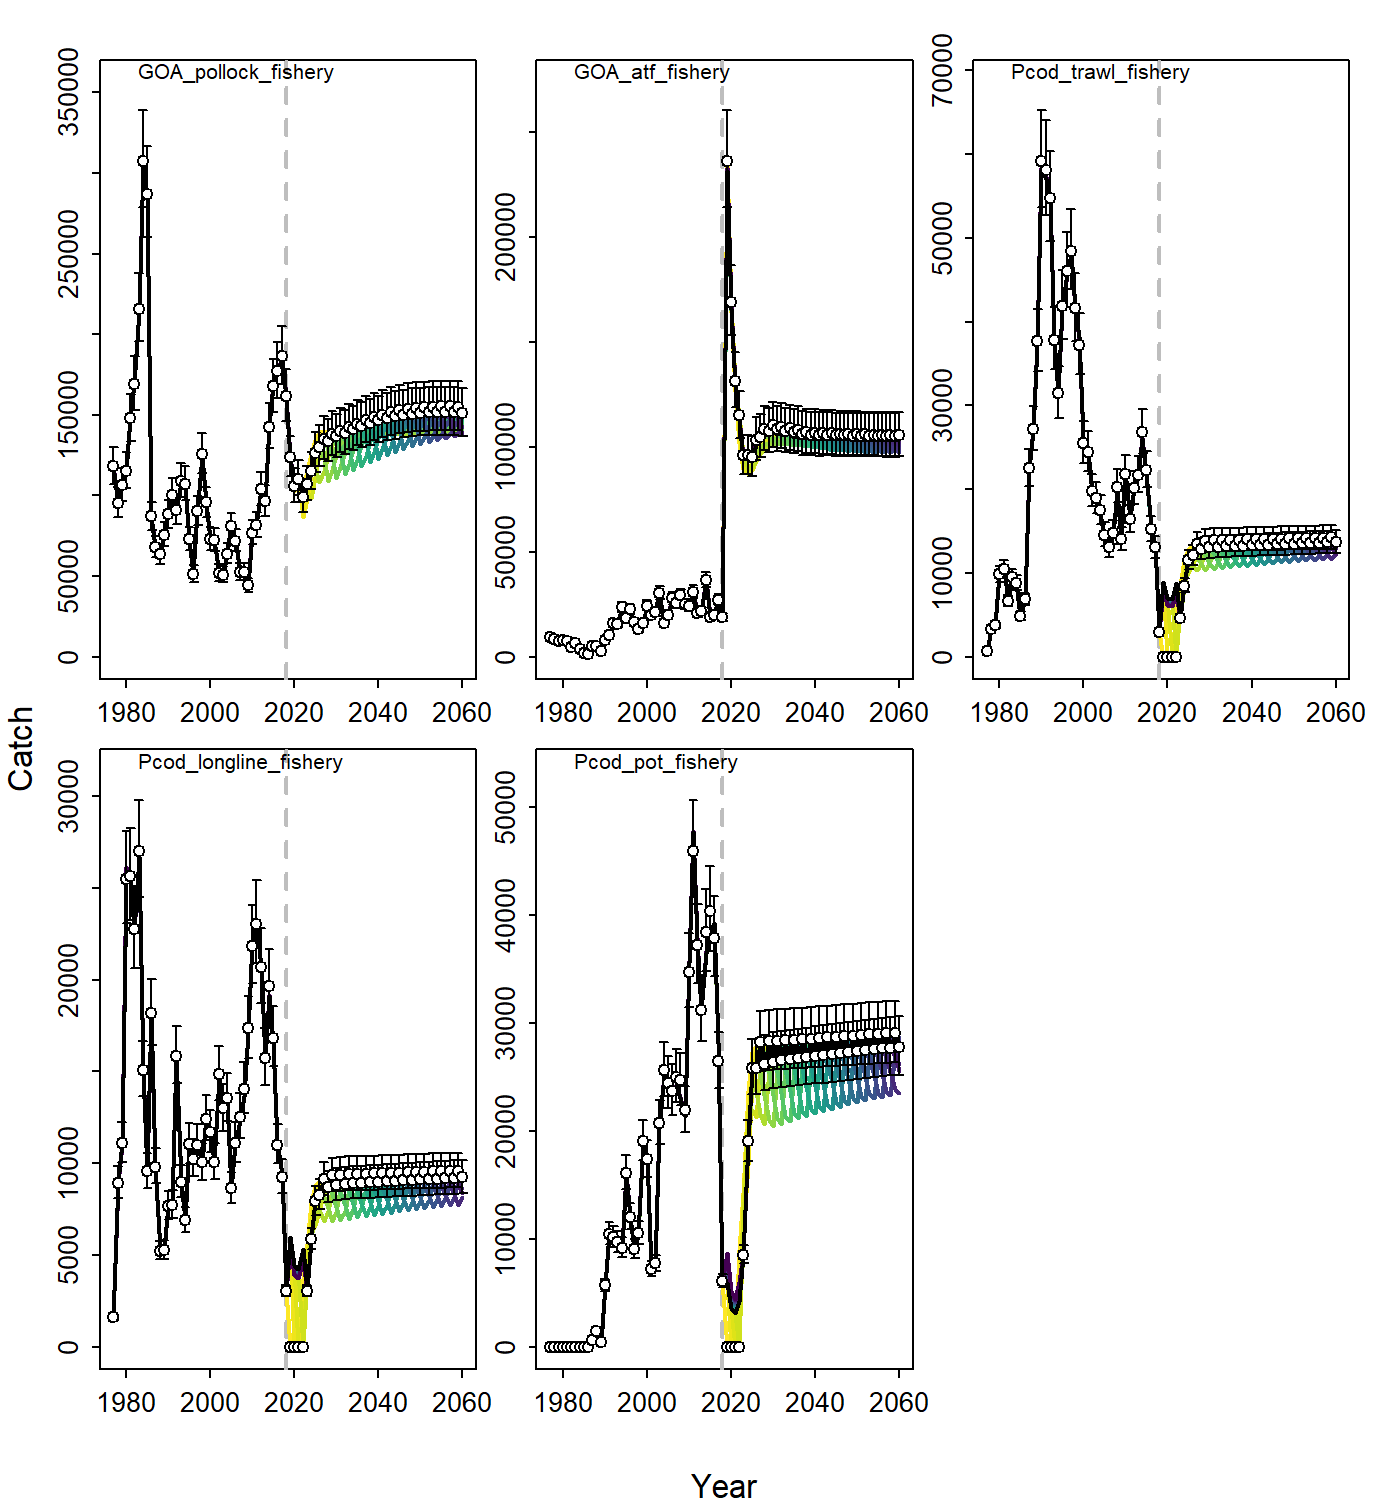 GOA_pollock_fishery
0 50000 150000 250000 350000
1980 2000 2020 2040 2060
GOA_atf_fishery
0 50000 100000 200000
1980 2000 2020 2040 2060
Pcod_trawl_fishery
0 10000 30000 50000 70000
1980 2000 2020 2040 2060
Catch
Pcod_longline_fishery
0 5000 10000 20000 30000
1980 2000 2020 2040 2060
Pcod_pot_fishery
0 10000 20000 30000 40000 50000
1980 2000 2020 2040 2060
Year